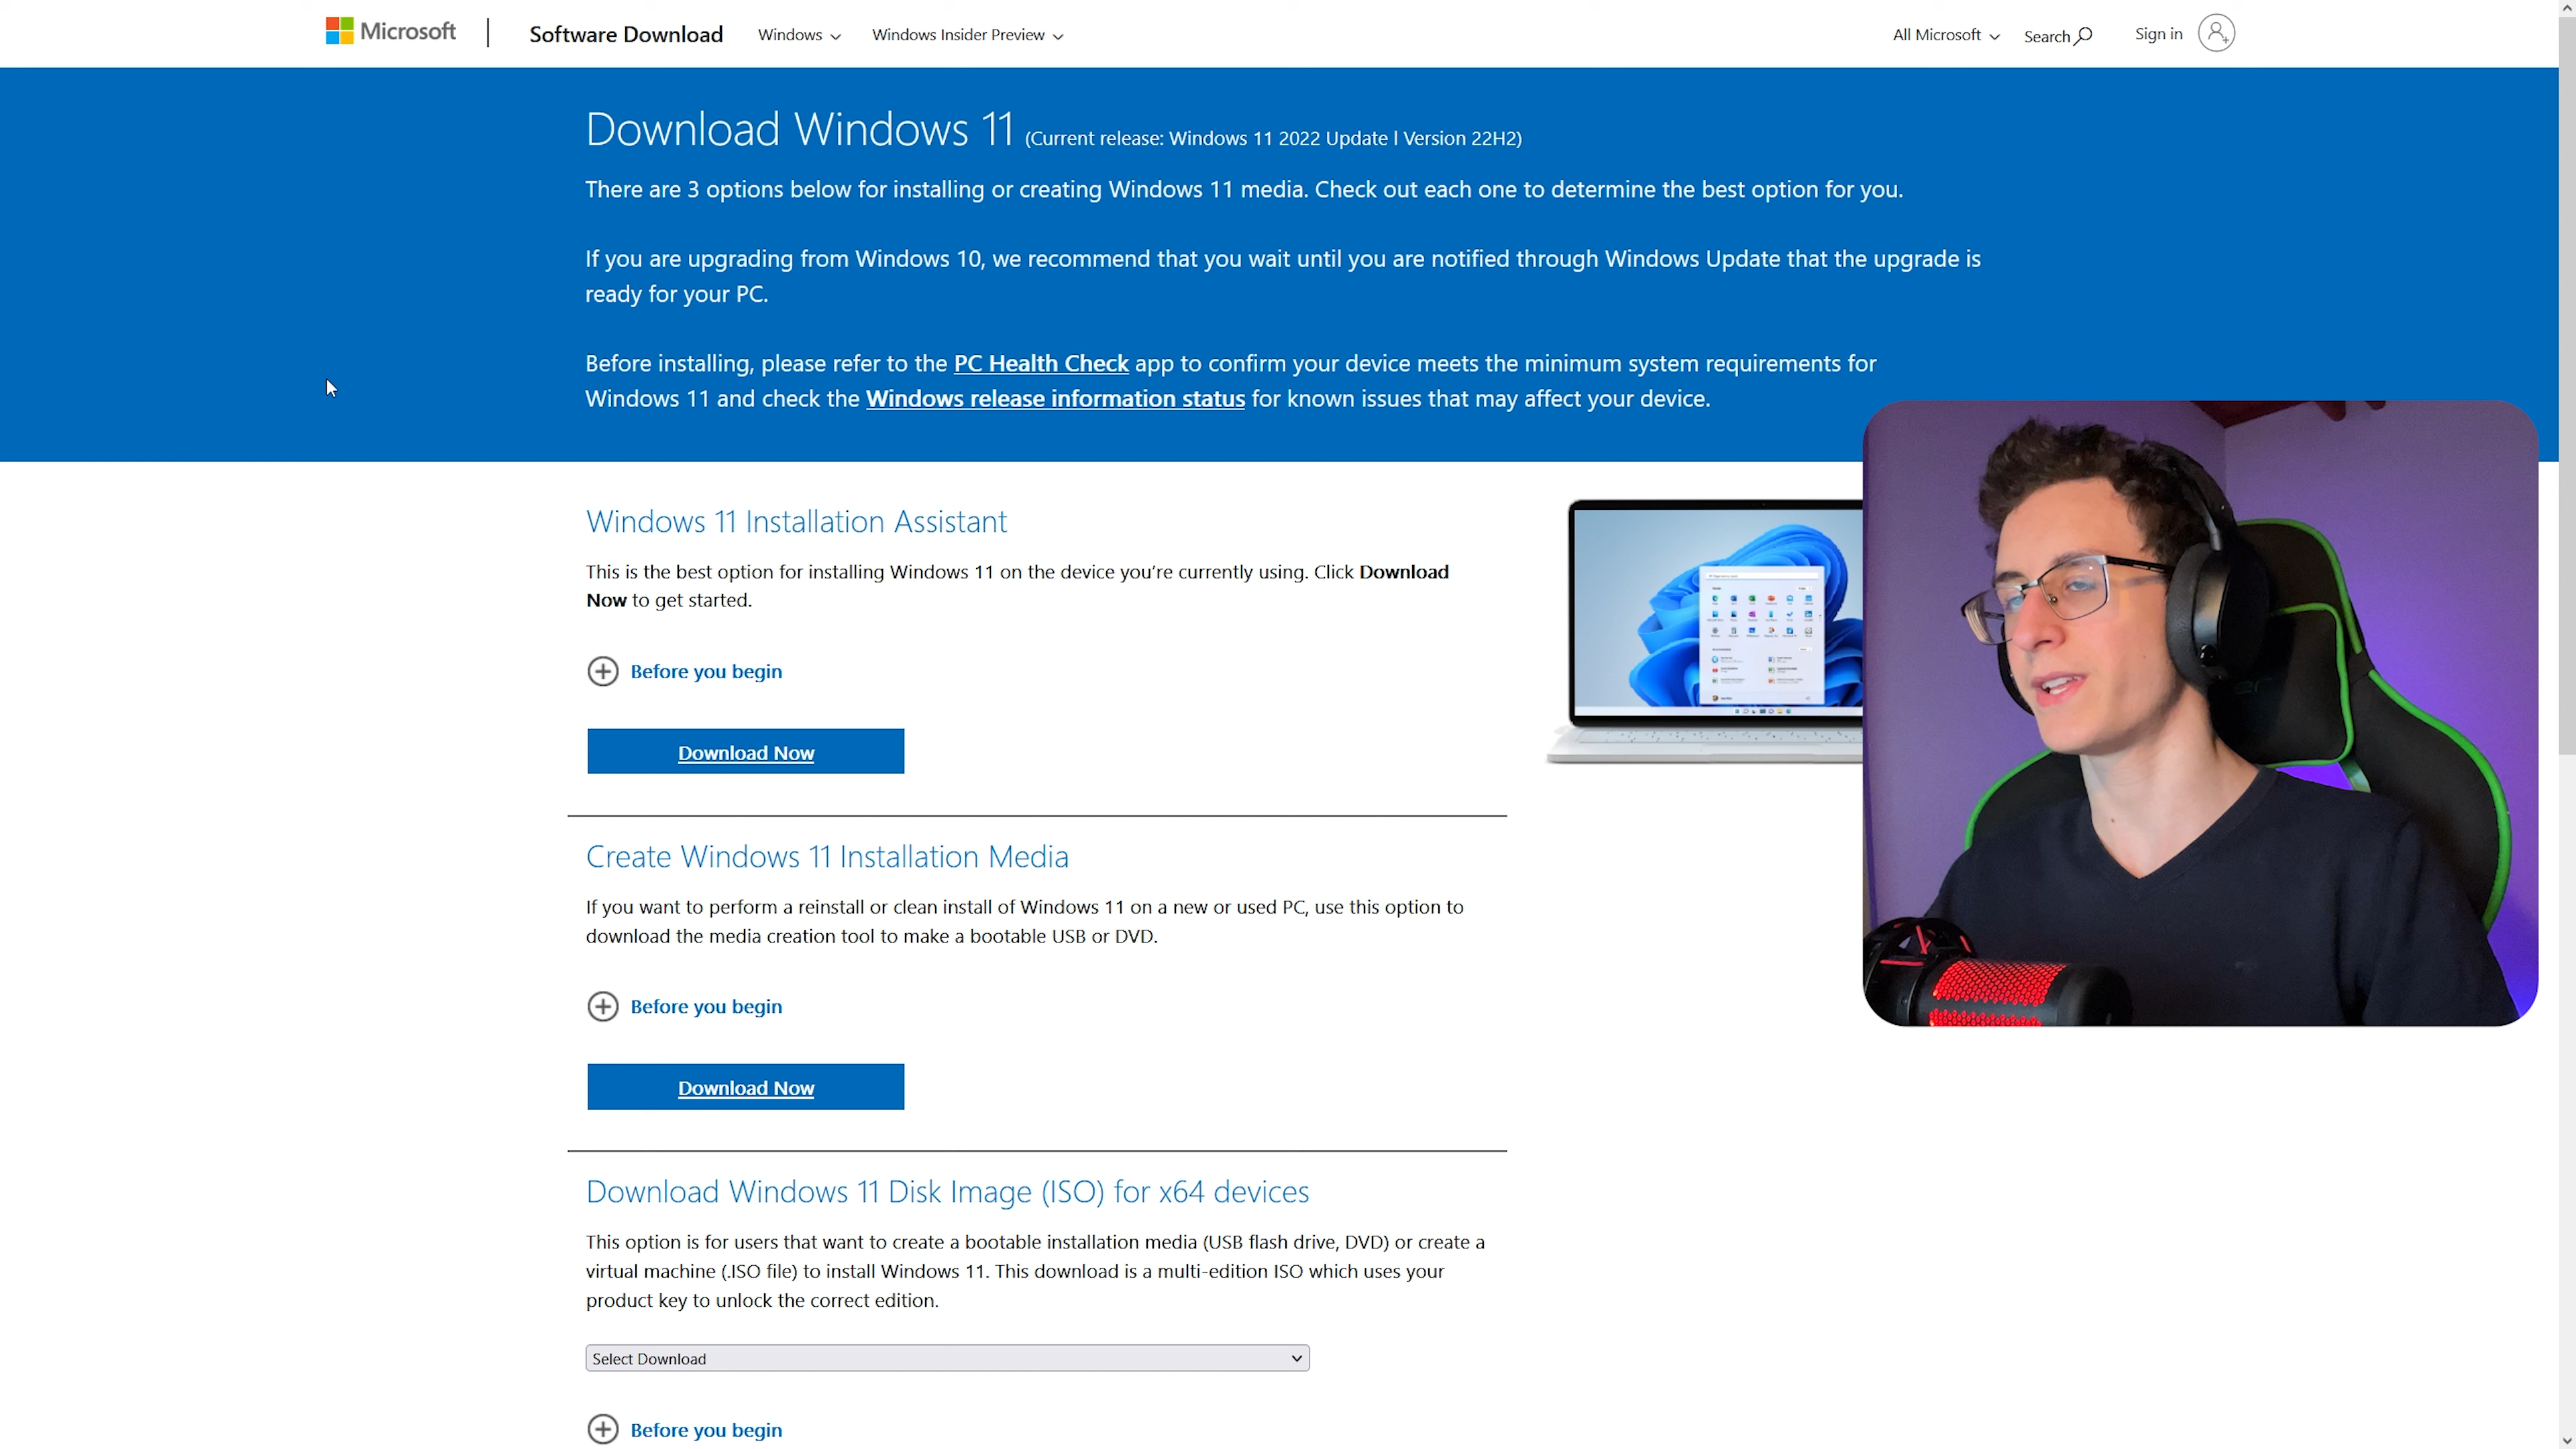 Microsoft
Software Download
Windows
Windows Insider Preview
All Microsoft
Search
Sign in
Download Windows 11 (Current release: Windows 11 2022 Update l Version 22H2)
There are 3 options below for installing or creating Windows 11 media. Check out each one to determine the best option for you.
If you are upgrading from Windows 10, we recommend that you wait until you are notified through Windows Update that the upgrade is
ready for your PC.
Before installing, please refer to the PC Health Check app to confirm your device meets the minimum system requirements for
Windows 11 and check the Windows release information status for known issues that may affect your device.
Windows 11 Installation Assistant
This is the best option for installing Windows 11 on the device you’re currently using. Click Download
Now to get started.
Before you begin
Download Now
Create Windows 11 Installation Media
If you want to perform a reinstall or clean install of Windows 11 on a new or used PC, use this option to
download the media creation tool to make a bootable USB or DVD.
Before you begin
Download Now
Download Windows 11 Disk Image (ISO) for x64 devices
This option is for users that want to create a bootable installation media (USB flash drive, DVD) or create a
virtual machine (.ISO file) to install Windows 11. This download is a multi-edition ISO which uses your
product key to unlock the correct edition.
Select Download
Before you begin